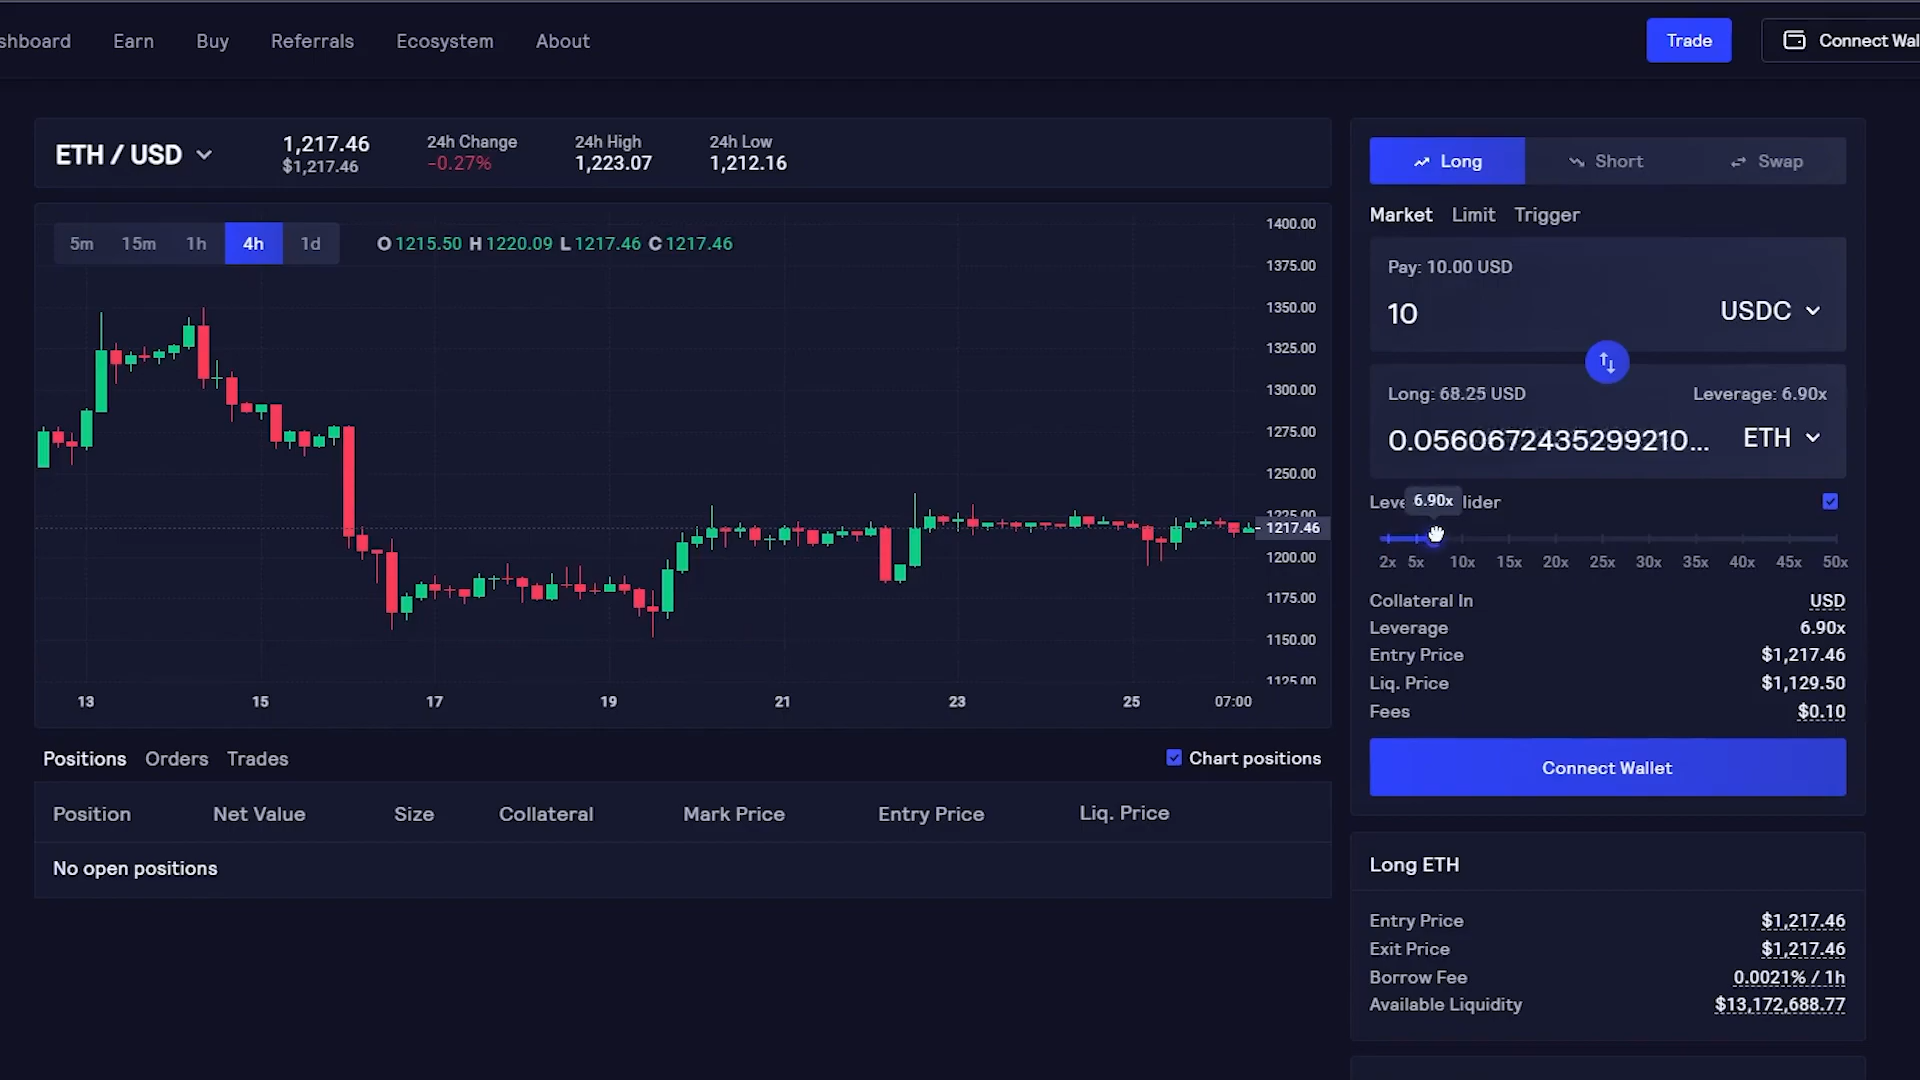 shboard Earn Buy Referrals Ecosystem About Trade Connect Wal
ETH / USD 1,217.46 24h Change 24h High 24h Low
$1,217.46 -0.27% 1,223.07 1,212.16
5m 15m 1h 4h 1d O 1215.50 H 1220.09 L 1217.46 C 1217.46
1400.00
1375.00
1350.00
1325.00
1300.00
1275.00
1250.00
1225.00
1217.46
1200.00
1175.00
1150.00
1125.00
13 15 17 19 21 23 25 07:00
Positions Orders Trades Chart positions
Position Net Value Size Collateral Mark Price Entry Price Liq. Price
No open positions
Long Short Swap
Market Limit Trigger
Pay: 10.00 USD
10 USDC
Long: 68.25 USD Leverage: 6.90x
0.0560672435299210... ETH
Leve 6.90x lider
2x 5x 10x 15x 20x 25x 30x 35x 40x 45x 50x
Collateral In USD
Leverage 6.90x
Entry Price $1,217.46
Liq. Price $1,129.50
Fees $0.10
Connect Wallet
Long ETH
Entry Price $1,217.46
Exit Price $1,217.46
Borrow Fee 0.0021% / 1h
Available Liquidity $13,172,688.77